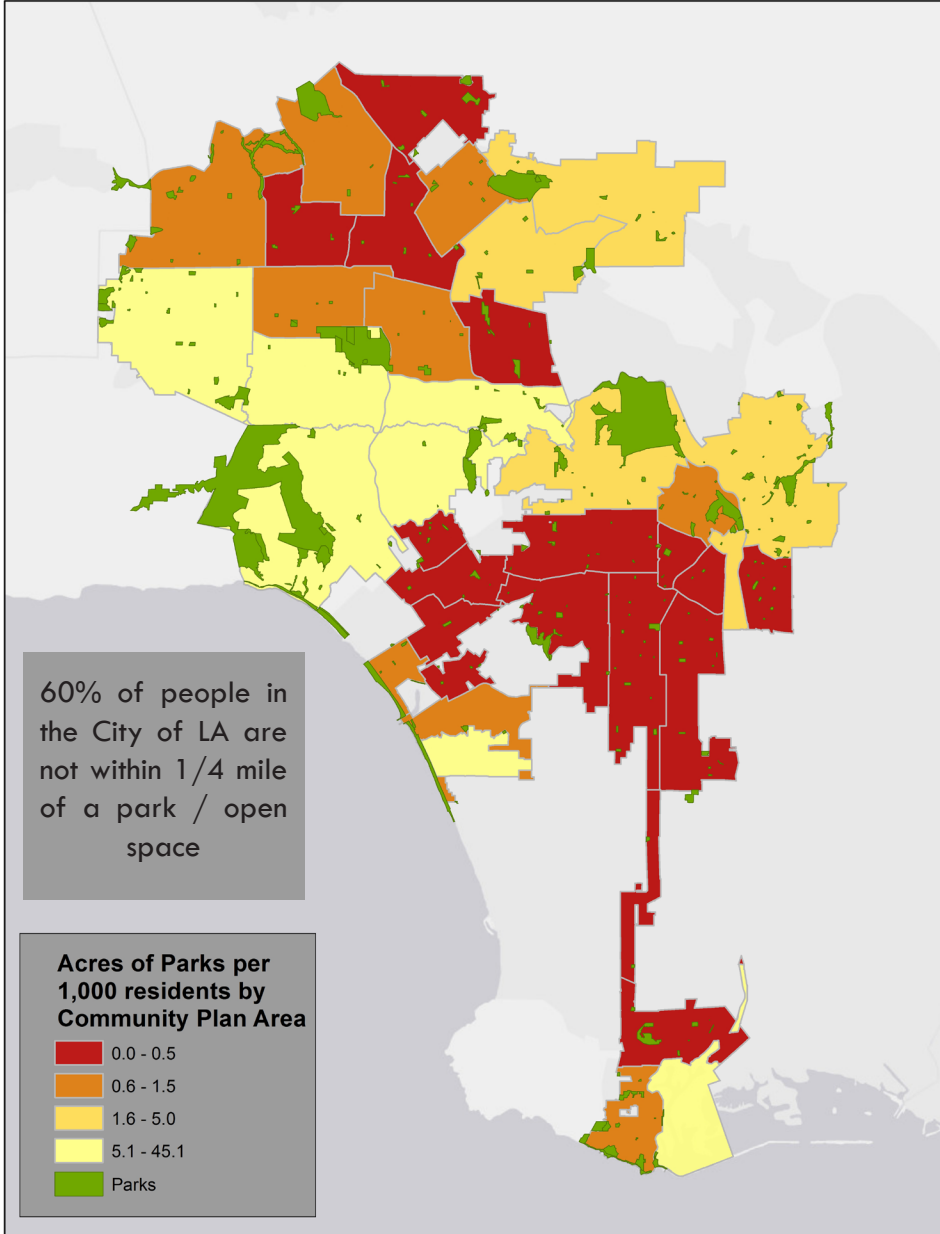 60% of people in
the City of LA are
not within 1/4 mile
of a park / open
space
Acres of Parks per
1,000 residents by
Community Plan Area
0.0 - 0.5
0.6 - 1.5
1.6 - 5.0
5.1 - 45.1
Parks